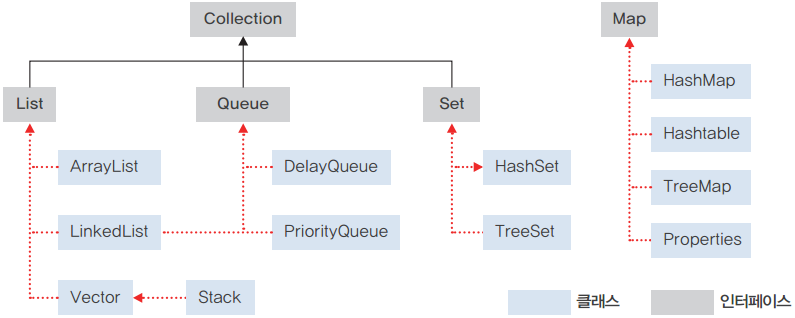 Collection
Map
List
Queue
Set
HashMap
Hashtable
TreeMap
Properties
ArrayList
DelayQueue
HashSet
LinkedList
PriorityQueue
TreeSet
Vector
Stack
클래스
인터페이스